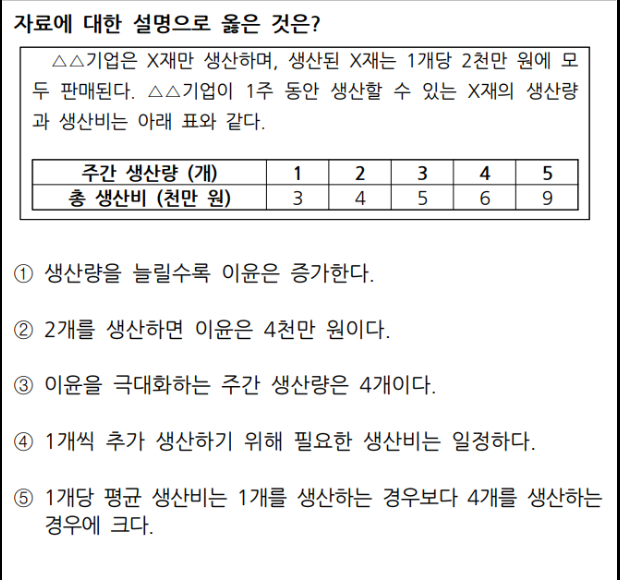 자료에 대한 설명으로 옳은 것은?
△△기업은 X재만 생산하며, 생산된 X재는 1개당 2천만 원에 모
두 판매된다. △△기업이 1주 동안 생산할 수 있는 X재의 생산량
과 생산비는 아래 표와 같다.
주간 생산량 (개) 1 2 3 4 5
총 생산비 (천만 원) 3 4 5 6 9
① 생산량을 늘릴수록 이윤은 증가한다.
② 2개를 생산하면 이윤은 4천만 원이다.
③ 이윤을 극대화하는 주간 생산량은 4개이다.
④ 1개씩 추가 생산하기 위해 필요한 생산비는 일정하다.
⑤ 1개당 평균 생산비는 1개를 생산하는 경우보다 4개를 생산하는
경우에 크다.